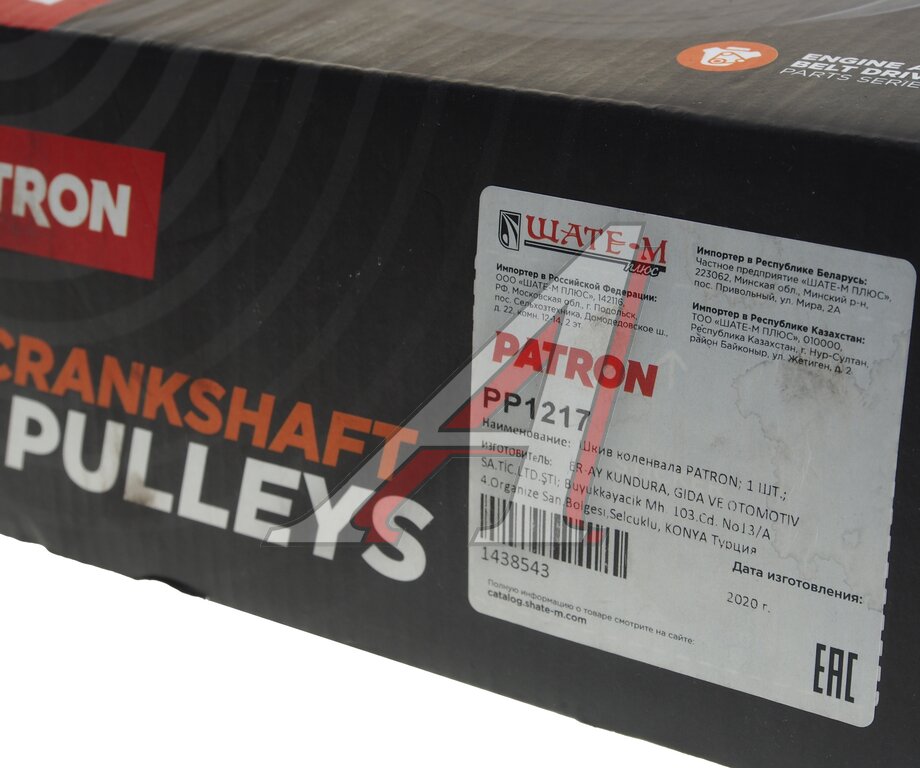 ENGINE A
BELT DRIV
PARTS SERIE
TRON
CRANKSHAFT
PULLEYS
ШАТЕ-М
ПЛЮС
Импортер в Российской Федерации:
ООО «ШАТЕ-М ПЛЮС», 142116,
РФ, Московская обл., г. Подольск,
пос. Сельхозтехника, Домодедовское ш.,
д. 22, комн. 12-14, 2 эт.
Импортер в Республике Беларусь:
Частное предприятие «ШАТЕ-М ПЛЮС»,
223062, Минская обл., Минский р-н,
пос. Привольный, ул. Мира, 2А
Импортер в Республике Казахстан:
ТОО «ШАТЕ-М ПЛЮС», 010000,
Республика Казахстан, г. Нур-Султан,
район Байконыр, ул. Жетиген, д. 2
PATRON
PP1217
Наименование: Шкив коленвала PATRON; 1 ШТ.;
изготовитель: ER-AY KUNDURA, GIDA VE OTOMOTIV
SA.TİC.LTD.ŞTİ; Buyukkayacik Mh. 103.Cd. No13/A
4.Organize San.Bolgesi,Selcuklu, KONYA Турция
1438543
Дата изготовления:
2020 г.
Полную информацию о товаре смотрите на сайте:
catalog.shate-m.com
EAC